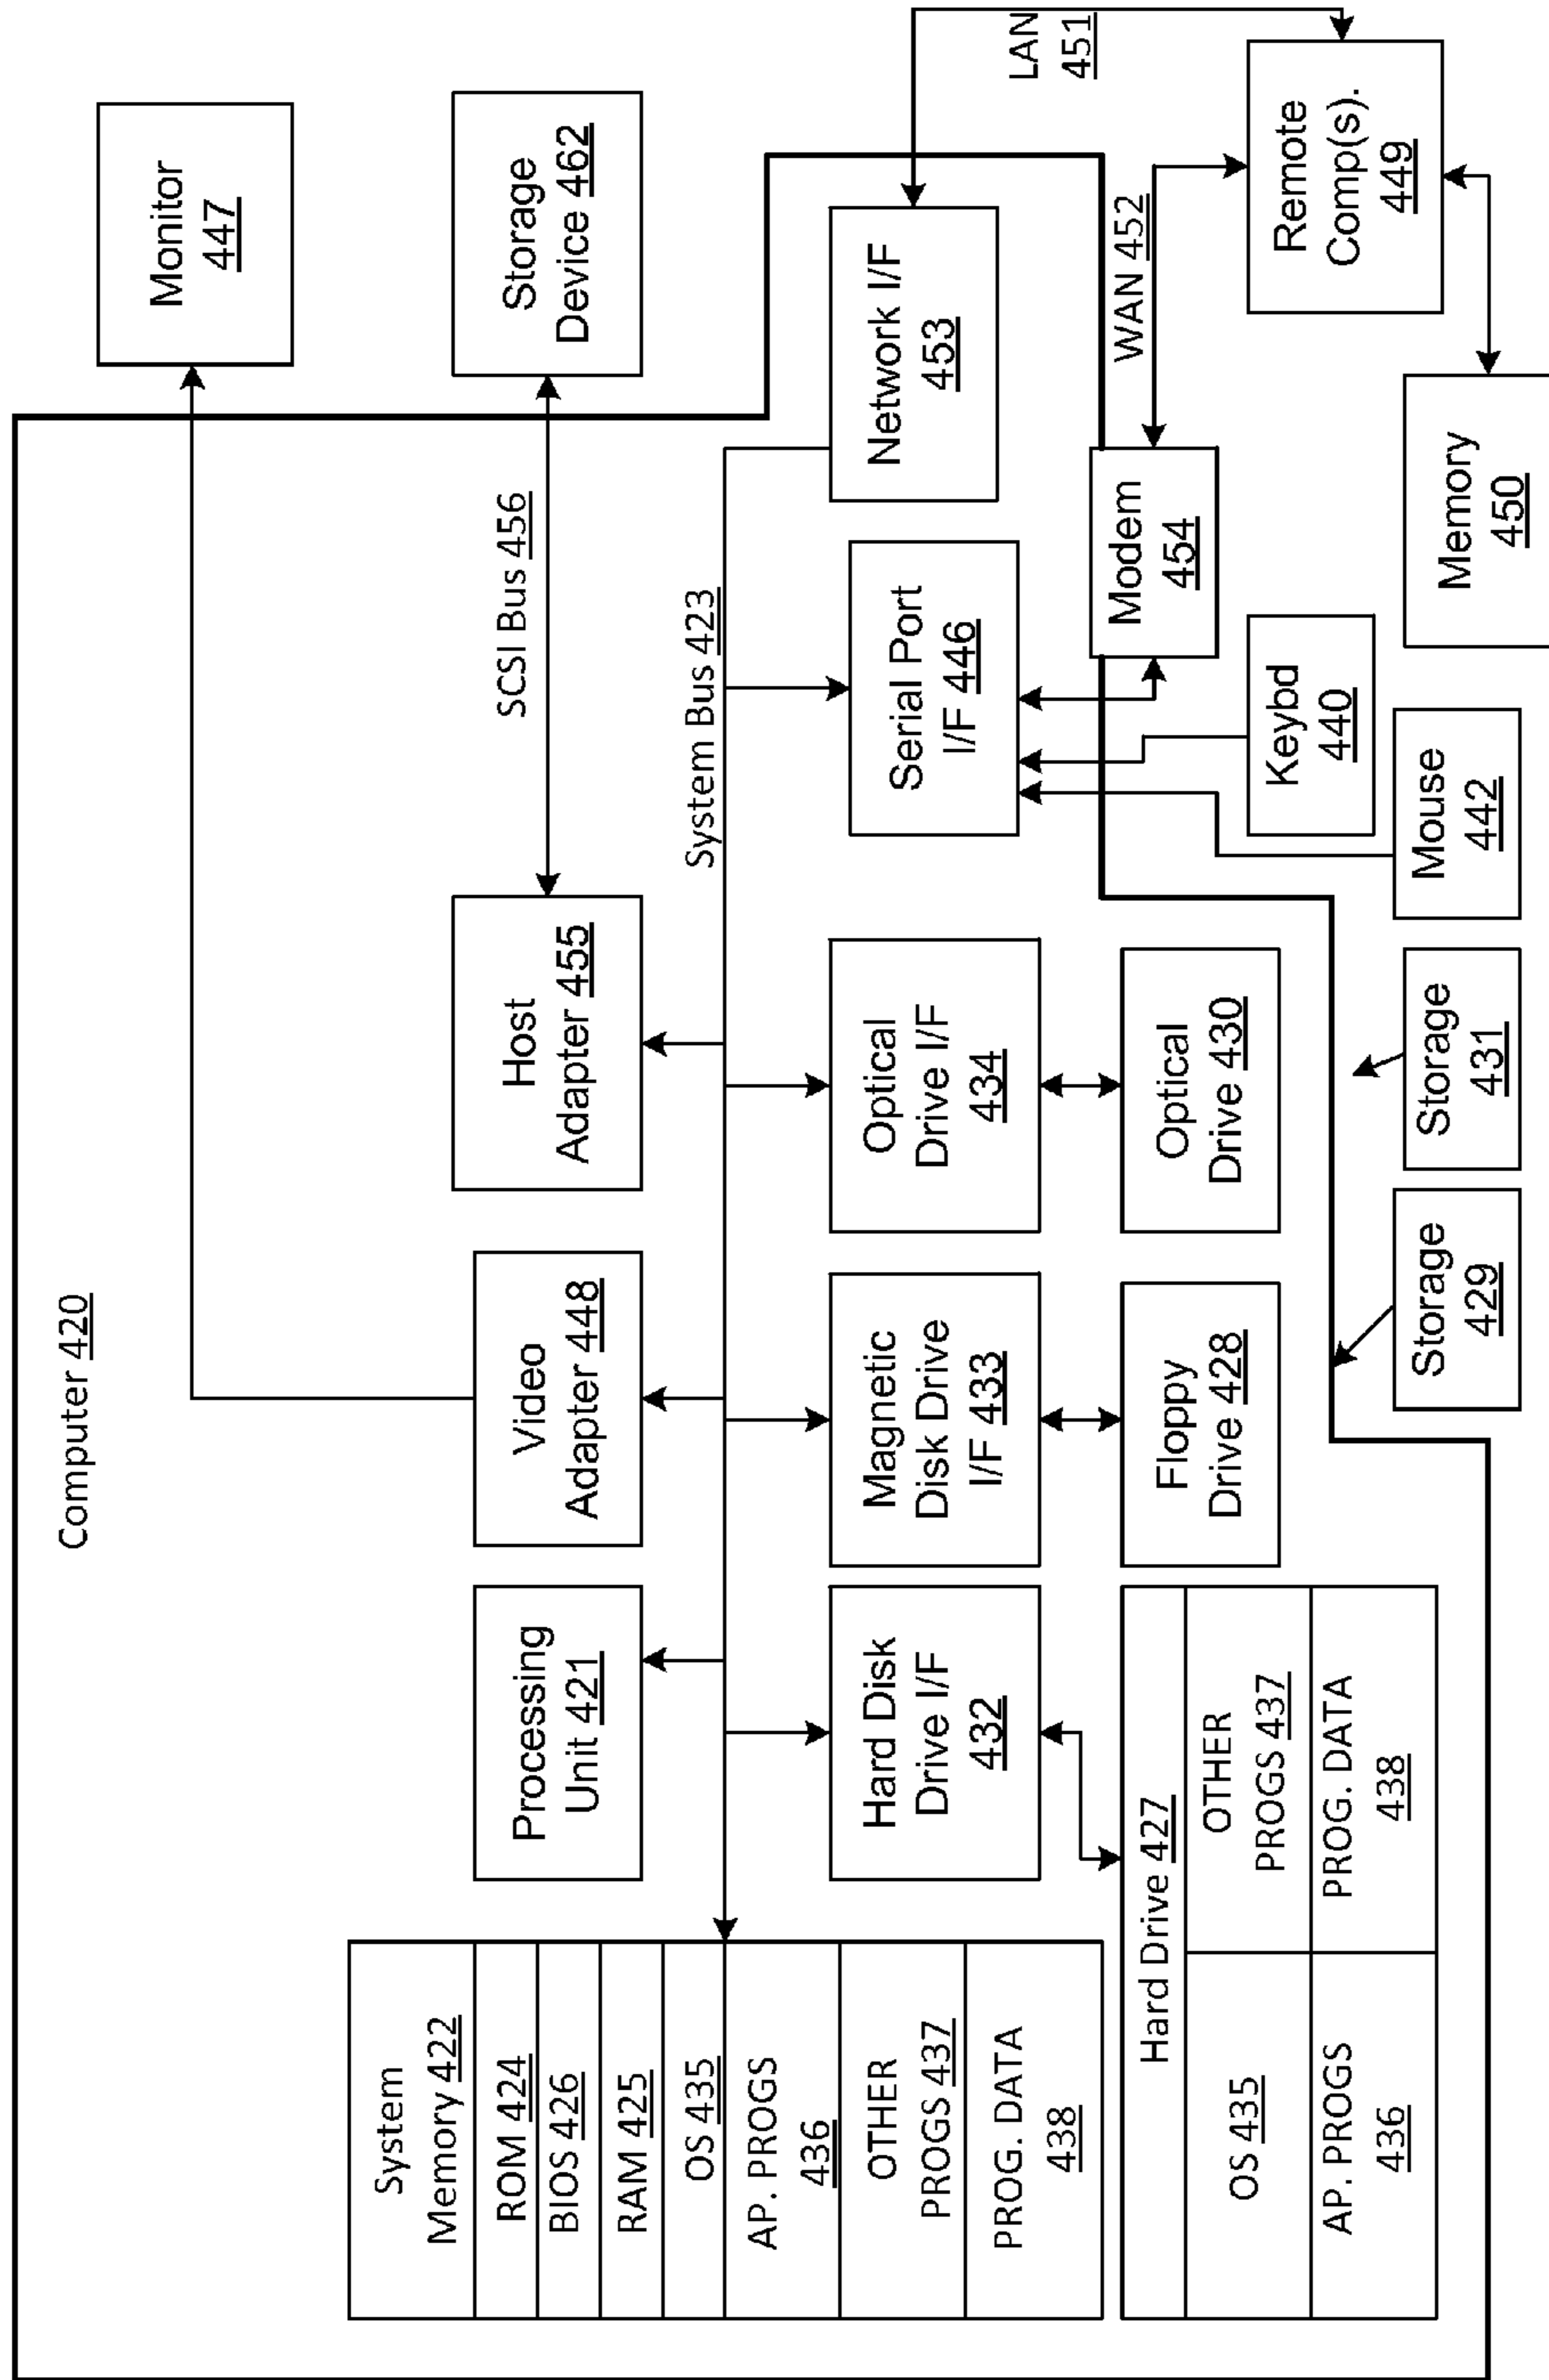 Computer 420
Monitor
447
System
Memory 422
ROM 424
BIOS 426
RAM 425
OS 435
AP. PROGS
436
OTHER
PROGS 437
PROG. DATA
438
Processing
Unit 421
Video
Adapter 448
Host
Adapter 455
SCSI Bus 456
Storage
Device 462
System Bus 423
Hard Disk
Drive I/F
432
Magnetic
Disk Drive
I/F 433
Optical
Drive I/F
434
Serial Port
I/F 446
Network I/F
453
LAN
451
Hard Drive 427
OS 435
OTHER
PROGS 437
AP. PROGS
436
PROG. DATA
438
Floppy
Drive 428
Optical
Drive 430
Modem
454
WAN 452
Remote
Comp(s).
449
Storage
429
Storage
431
Mouse
442
Keybd
440
Memory
450